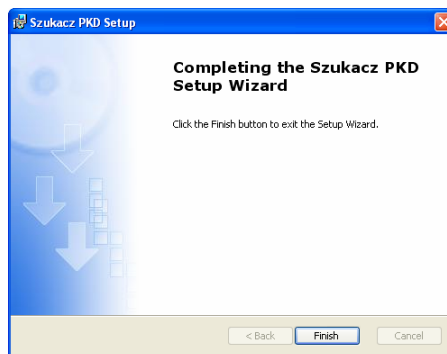 Szukacz PKD Setup
Completing the Szukacz PKD
Setup Wizard
Click the Finish button to exit the Setup Wizard.
< Back Finish Cancel